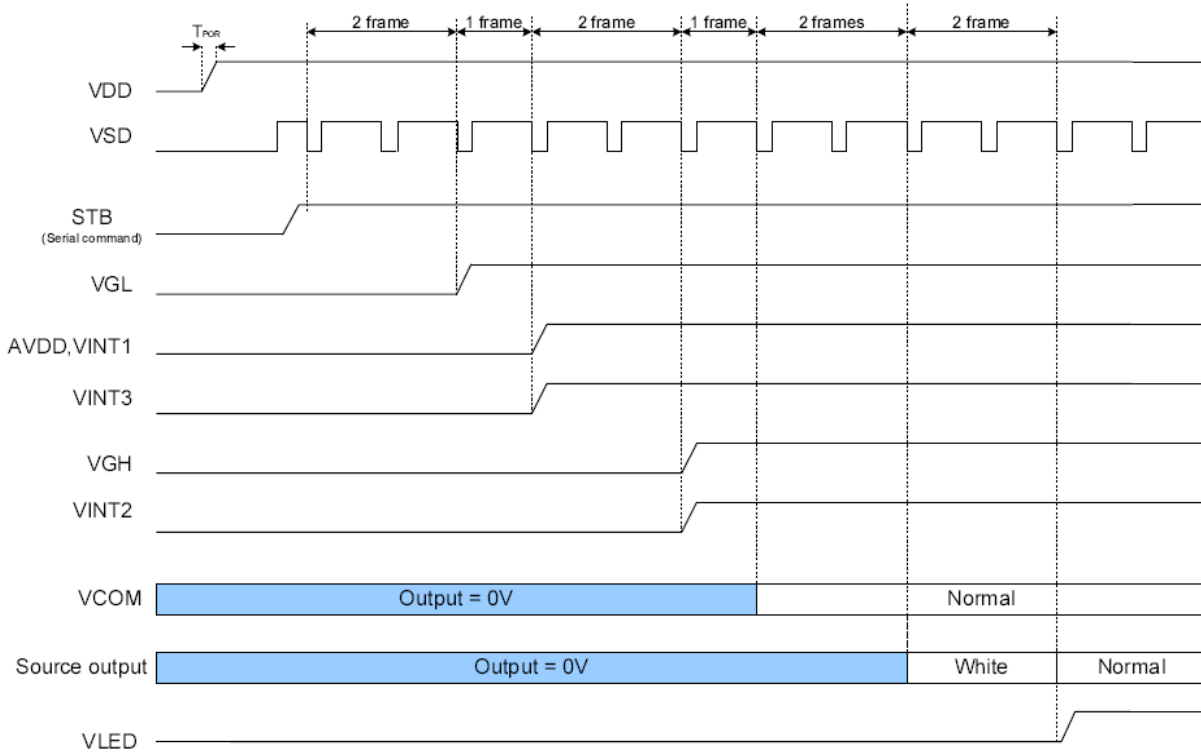 2 frame 1 frame 2 frame 1 frame 2 frames 2 frame
TPOR
VDD
VSD
STB
(Serial command)
VGL
AVDD,VINT1
VINT3
VGH
VINT2
VCOM Output = 0V Normal
Source output Output = 0V White Normal
VLED